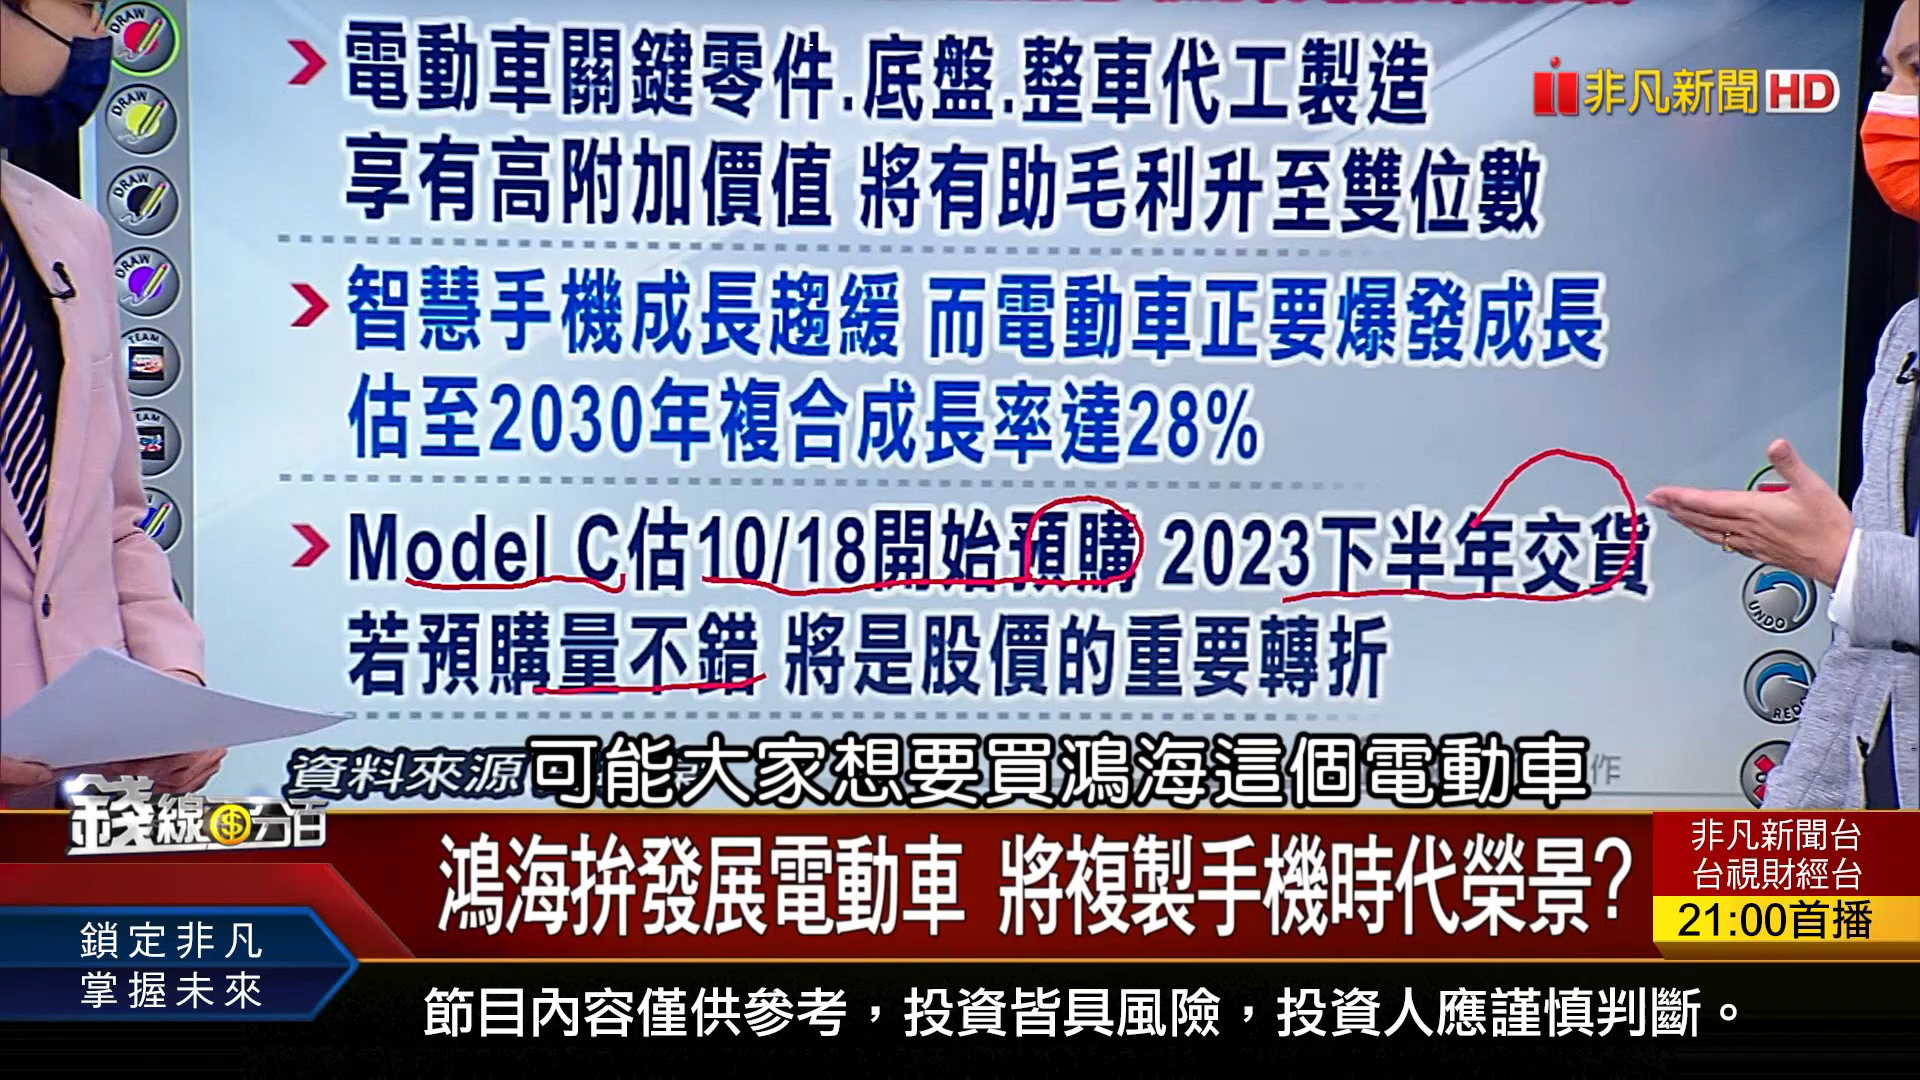 電動車關鍵零件.底盤.整車代工製造
享有高附加價值 將有助毛利升至雙位數
智慧手機成長趨緩 而電動車正要爆發成長
估至2030年複合成長率達28%
Model C估10/18開始預購 2023下半年交貨
若預購量不錯 將是股價的重要轉折
資料來源
作
可能大家想要買鴻海這個電動車
非凡新聞HD
DRAW
DRAW
DRAW
DRAW
TEAM
TEAM
UNDO
REDO
錢線百分百
鴻海拚發展電動車 將複製手機時代榮景?
非凡新聞台
台視財經台
21:00首播
鎖定非凡
掌握未來
節目內容僅供參考，投資皆具風險，投資人應謹慎判斷。